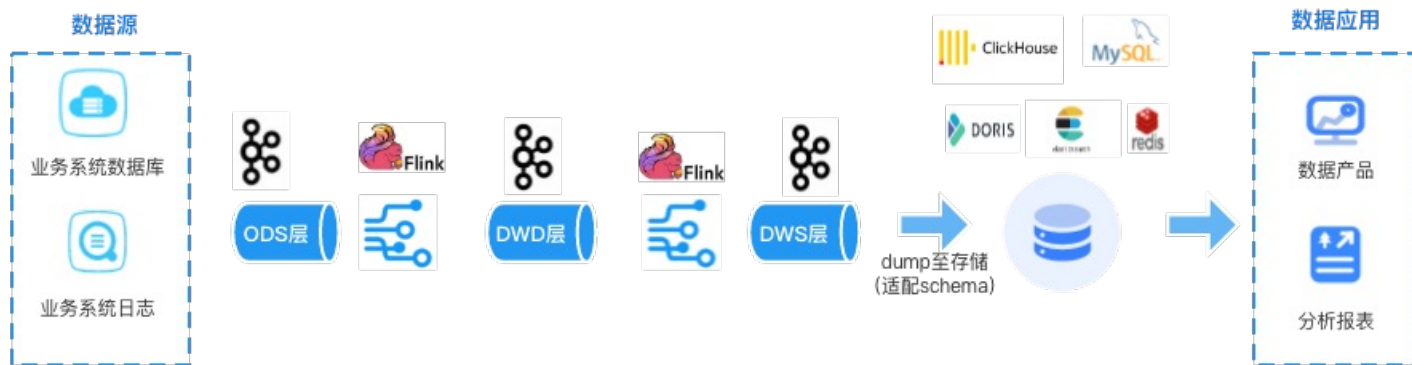 数据源
业务系统数据库
业务系统日志
ODS层
Flink
DWD层
Flink
DWS层
dump至存储
(适配schema)
ClickHouse
MySQL
DORIS
elasticsearch
redis
数据应用
数据产品
分析报表